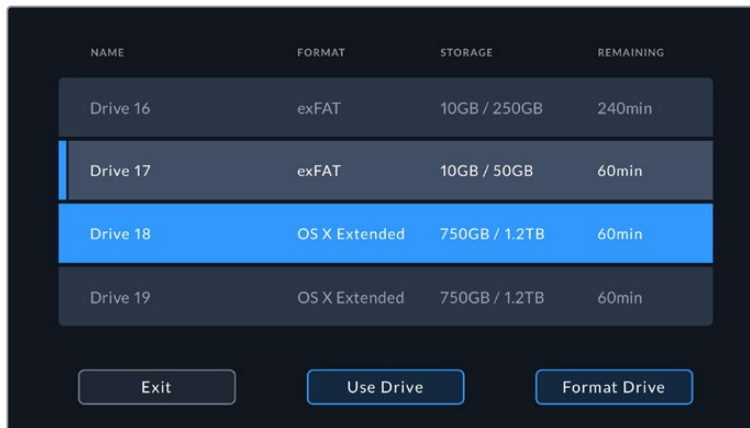 NAME FORMAT STORAGE REMAINING
Drive 16 exFAT 10GB / 250GB 240min
Drive 17 exFAT 10GB / 50GB 60min
Drive 18 OS X Extended 750GB / 1.2TB 60min
Drive 19 OS X Extended 750GB / 1.2TB 60min
Exit Use Drive Format Drive